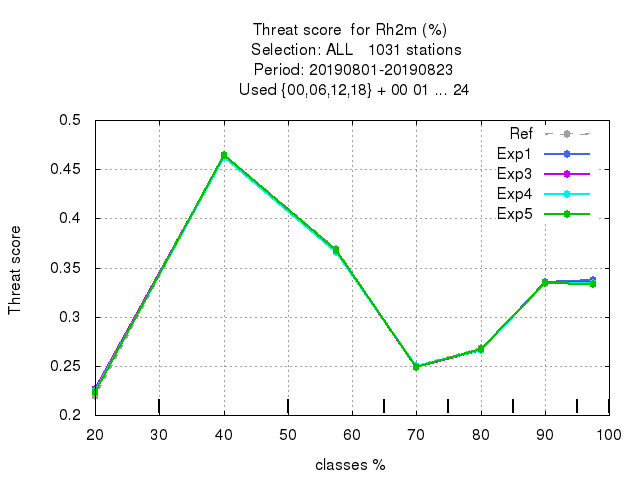 Threat score  for Rh2m (%)
Selection: ALL   1031 stations
Period: 20190801-20190823
Used {00,06,12,18} + 00 01 ... 24
0.5
0.45
0.4
0.35
0.3
0.25
0.2
Threat score
Ref
Exp1
Exp3
Exp4
Exp5
20 30 40 50 60 70 80 90 100
classes %